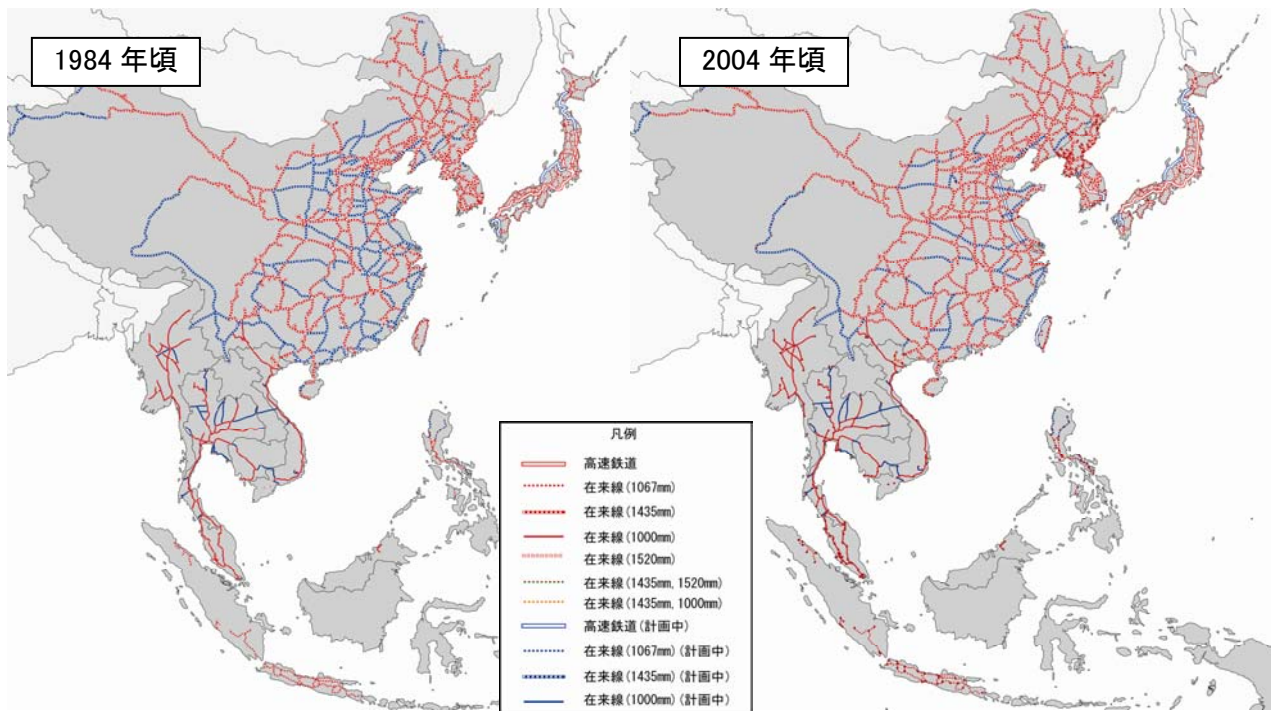 1984 年頃
2004 年頃
凡例
高速鉄道
在来線(1067mm)
在来線(1435mm)
在来線(1000mm)
在来線(1520mm)
在来線(1435mm,1520mm)
在来線(1435mm,1000mm)
高速鉄道(計画中)
在来線(1067mm)(計画中)
在来線(1435mm)(計画中)
在来線(1000mm)(計画中)